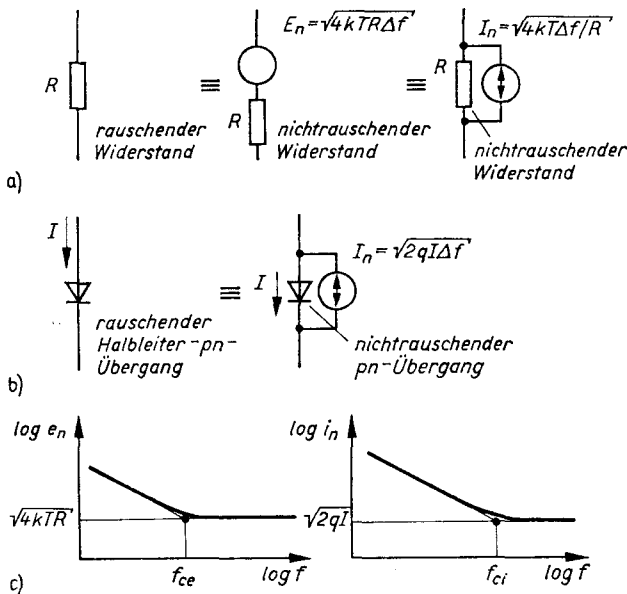 R
≡
E_n=√4kTRΔf
R
≡
I_n=√4kTΔf/R
R
rauschender
Widerstand
nichtrauschender
Widerstand
nichtrauschender
Widerstand
a)
I
≡
I
I_n=√2qIΔf
rauschender
Halbleiter-pn-
Übergang
nichtrauschender
pn-Übergang
b)
log e_n
√4kTR
f_ce
log f
log i_n
√2qI
f_ci
log f
c)